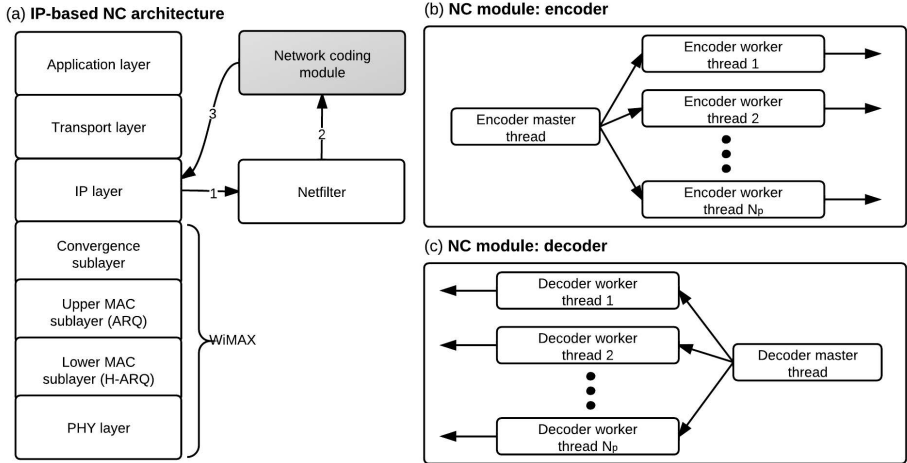 (a) IP-based NC architecture
Application layer
Transport layer
IP layer
Convergence
sublayer
Upper MAC
sublayer (ARQ)
Lower MAC
sublayer (H-ARQ)
PHY layer
WiMAX
Network coding
module
Netfilter
1
2
3
(b) NC module: encoder
Encoder master
thread
Encoder worker
thread 1
Encoder worker
thread 2
Encoder worker
thread Np
(c) NC module: decoder
Decoder worker
thread 1
Decoder worker
thread 2
Decoder worker
thread Np
Decoder master
thread